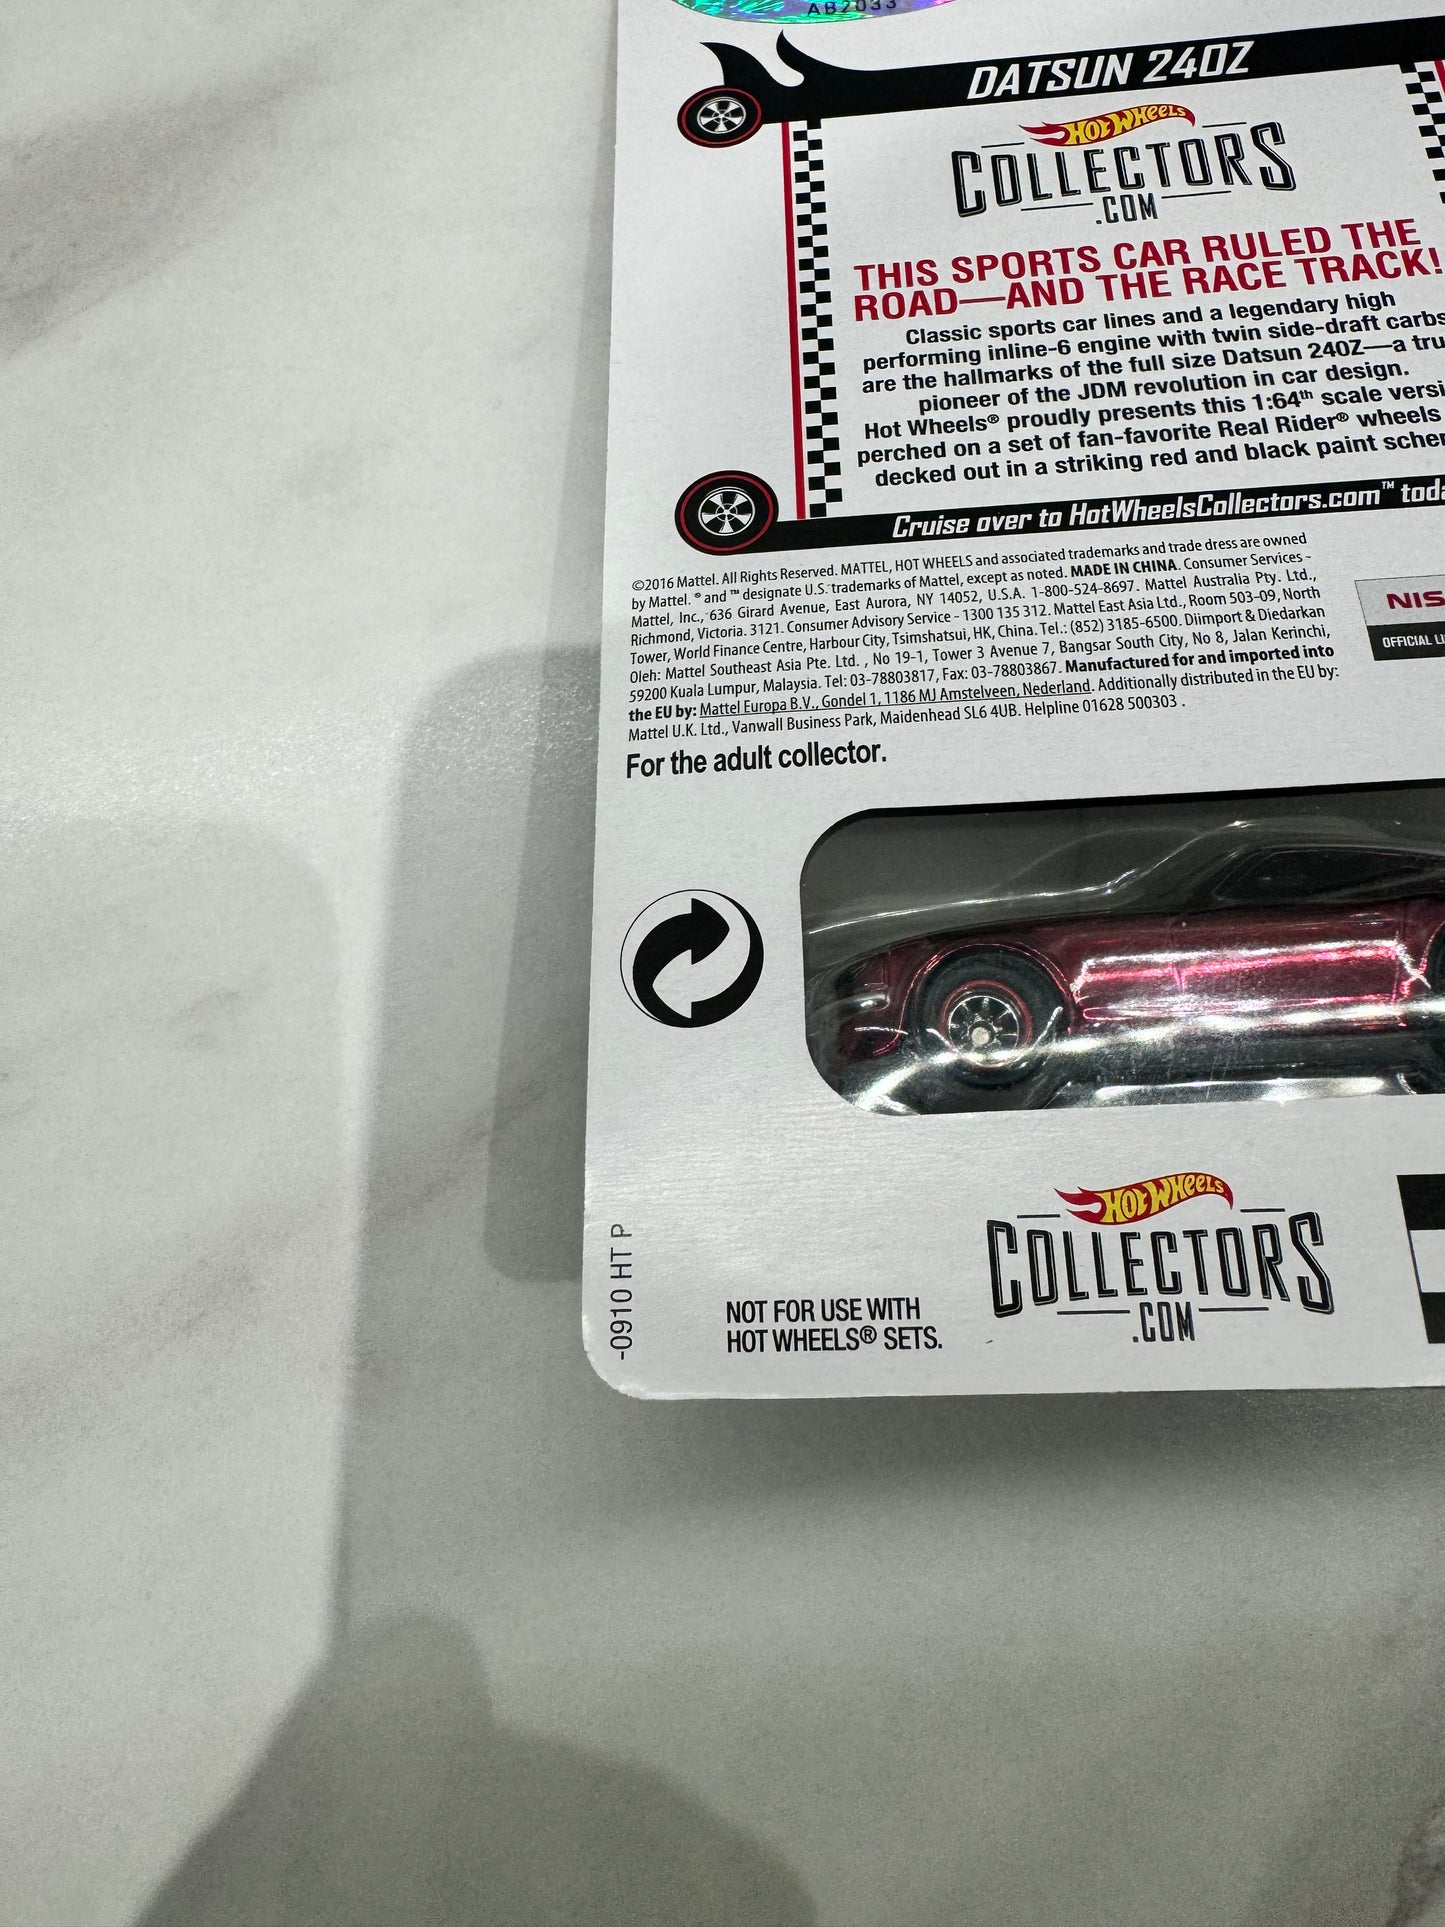 AB2033
DATSUN 240Z
HOT WHEELS
COLLECTORS
.COM
THIS SPORTS CAR RULED THE
ROAD—AND THE RACE TRACK!
Classic sports car lines and a legendary high
performing inline-6 engine with twin side-draft carbs
are the hallmarks of the full size Datsun 240Z—a tru
pioneer of the JDM revolution in car design.
Hot Wheels® proudly presents this 1:64th scale versi
perched on a set of fan-favorite Real Rider® wheels
decked out in a striking red and black paint schem
Cruise over to HotWheelsCollectors.com™ toda
©2016 Mattel. All Rights Reserved. MATTEL, HOT WHEELS and associated trademarks and trade dress are owned
by Mattel. ® and ™ designate U.S. trademarks of Mattel, except as noted. MADE IN CHINA. Consumer Services -
Mattel, Inc., 636 Girard Avenue, East Aurora, NY 14052, U.S.A. 1-800-524-8697. Mattel Australia Pty. Ltd.,
Richmond, Victoria. 3121. Consumer Advisory Service - 1300 135 312. Mattel East Asia Ltd., Room 503-09, North
Tower, World Finance Centre, Harbour City, Tsimshatsui, HK, China. Tel.: (852) 3185-6500. Diimport & Diedarkan
Oleh: Mattel Southeast Asia Pte. Ltd. , No 19-1, Tower 3 Avenue 7, Bangsar South City, No 8, Jalan Kerinchi,
59200 Kuala Lumpur, Malaysia. Tel: 03-78803817, Fax: 03-78803867. Manufactured for and imported into
the EU by: Mattel Europa B.V., Gondel 1, 1186 MJ Amstelveen, Nederland. Additionally distributed in the EU by:
Mattel U.K. Ltd., Vanwall Business Park, Maidenhead SL6 4UB. Helpline 01628 500303 .
NIS
OFFICIAL LI
For the adult collector.
-0910 HT P
NOT FOR USE WITH
HOT WHEELS® SETS.
HOT WHEELS
COLLECTORS
.COM